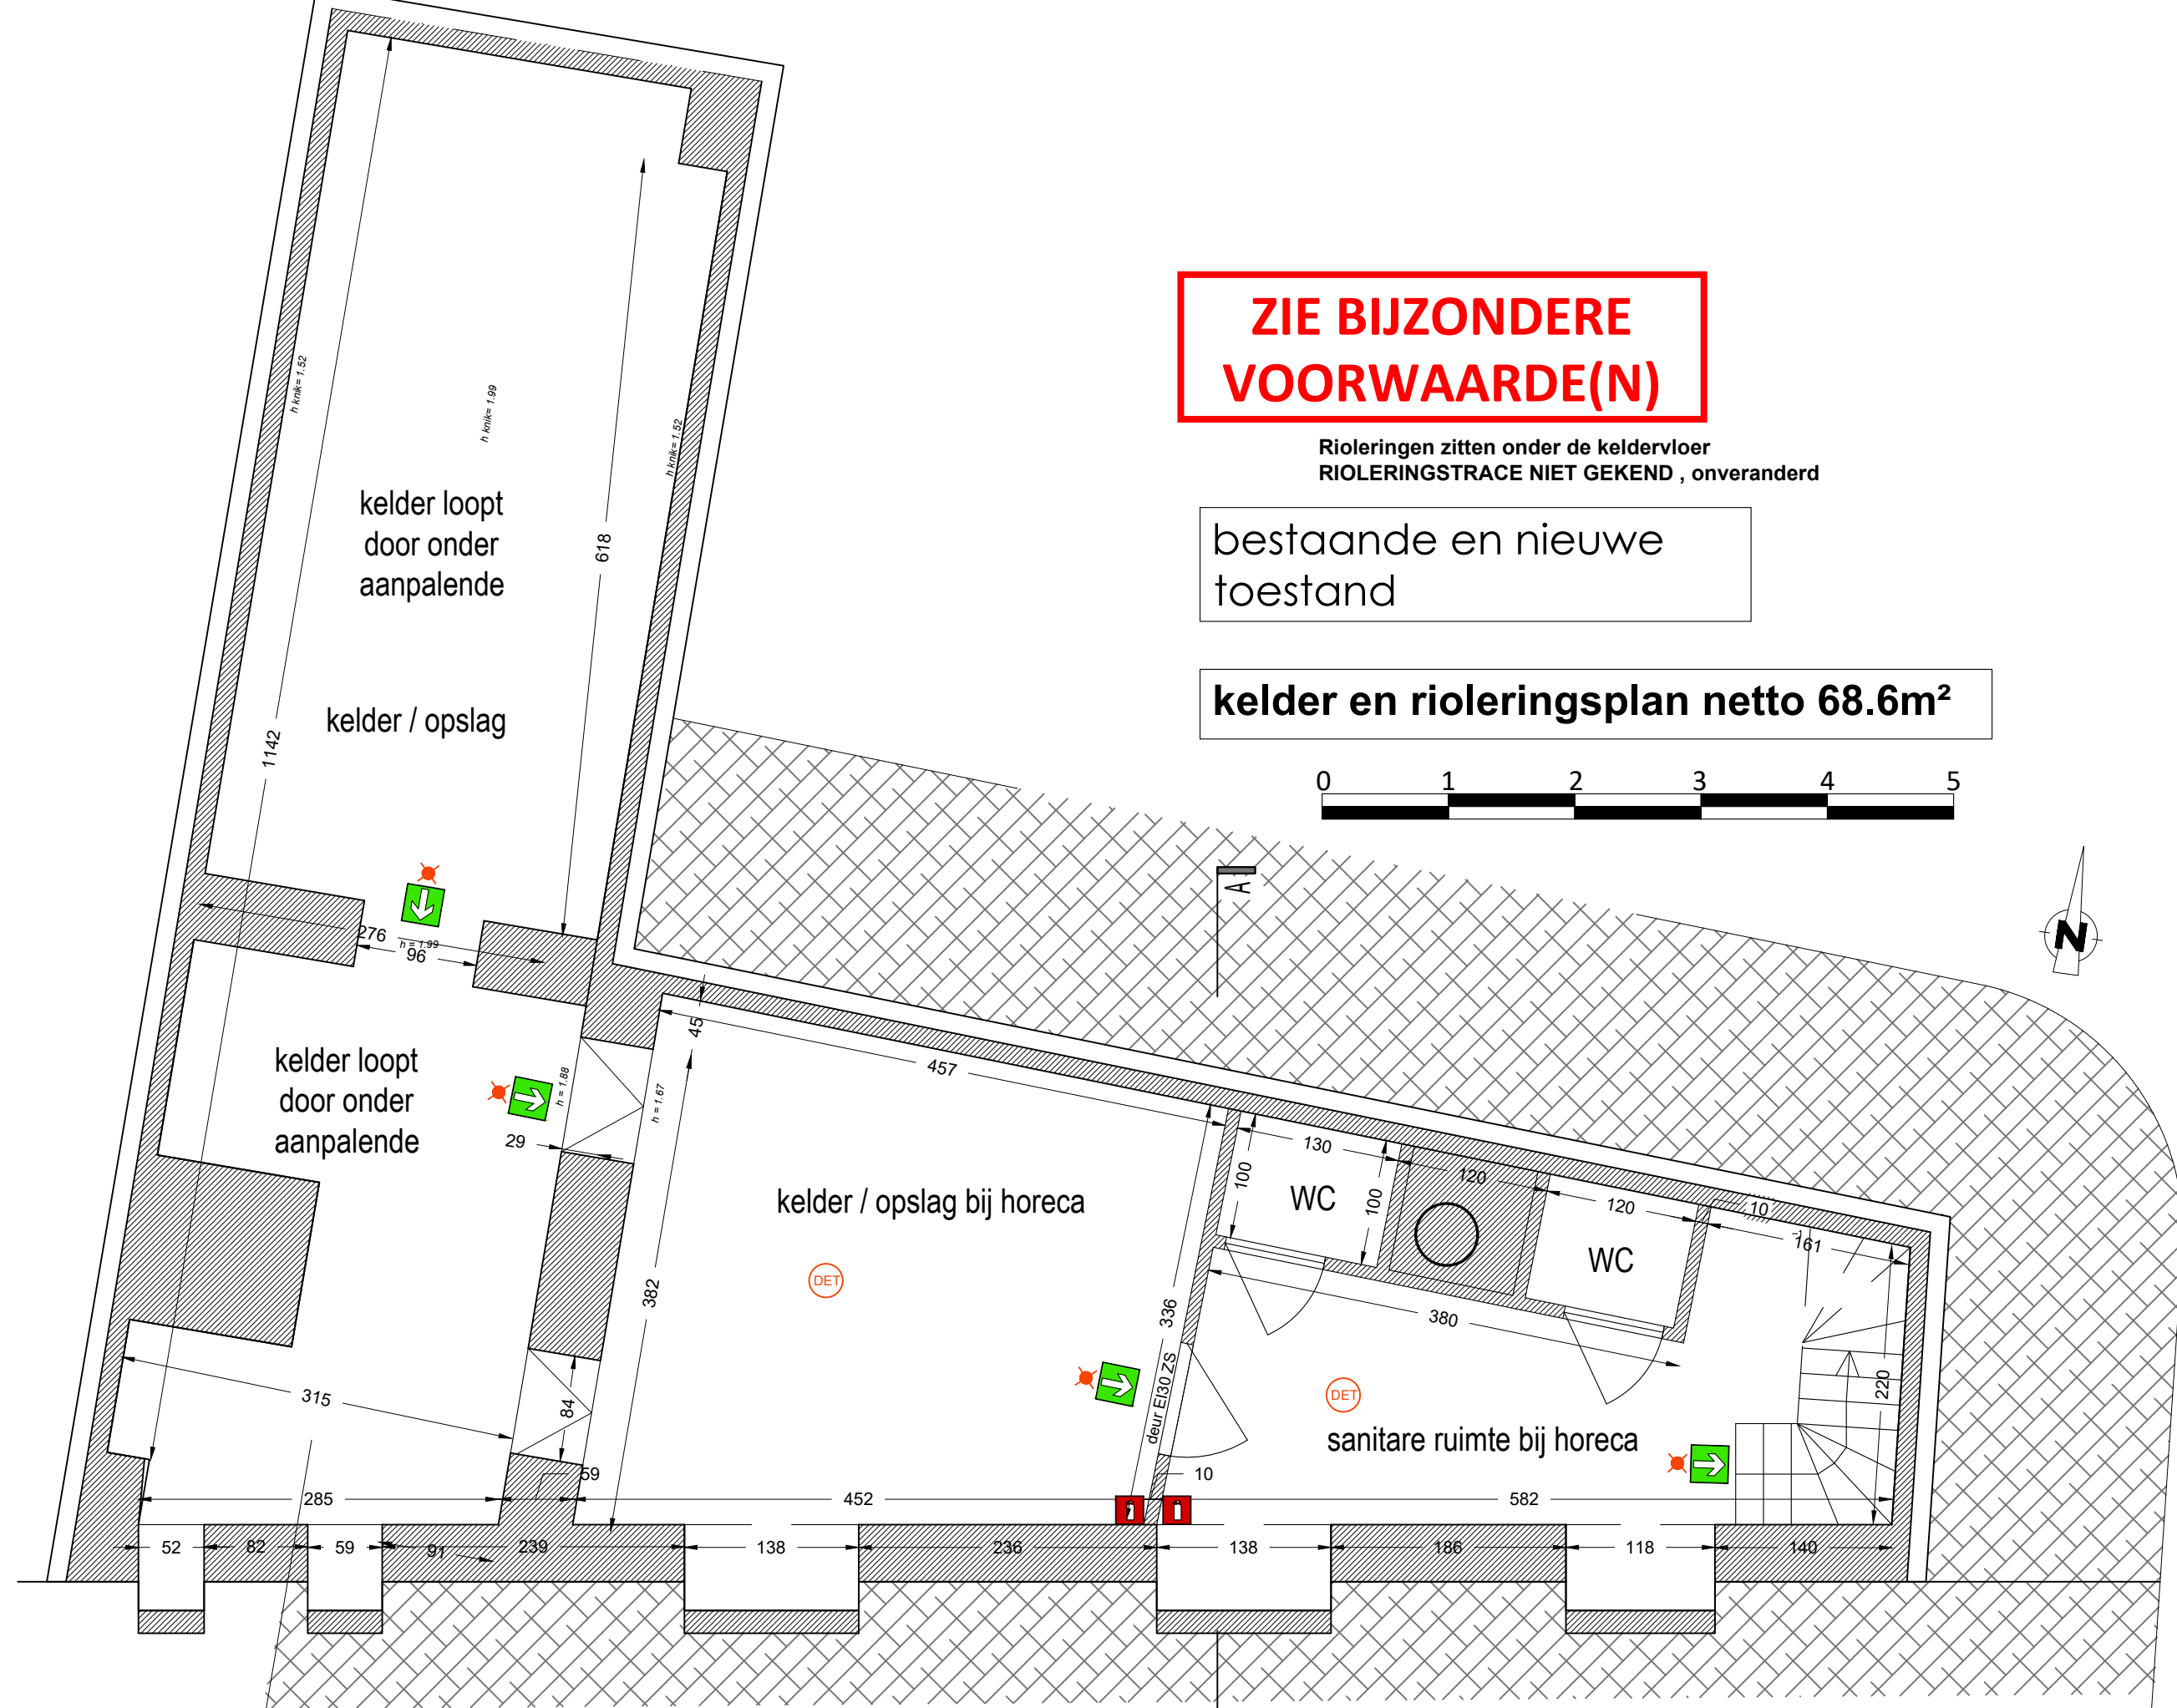 ZIE BIJZONDERE
VOORWAARDE(N)
Rioleringen zitten onder de keldervloer
RIOLERINGSTRACE NIET GEKEND , onveranderd
bestaande en nieuwe
toestand
kelder en rioleringsplan netto 68.6m²
0 1 2 3 4 5
N
A
h knik= 1.52
h knik= 1.99
h knik= 1.52
kelder loopt
door onder
aanpalende
618
kelder / opslag
1142
276
h = 1.99
96
kelder loopt
door onder
aanpalende
h = 1.88
h = 1.67
29
45
457
kelder / opslag bij horeca
DET
382
336
130
100
WC
100
120
120
WC
10
161
380
220
deur EI30 ZS
DET
sanitare ruimte bij horeca
315
84
59
10
285
452
582
52
82
59
91
239
138
236
138
186
118
140